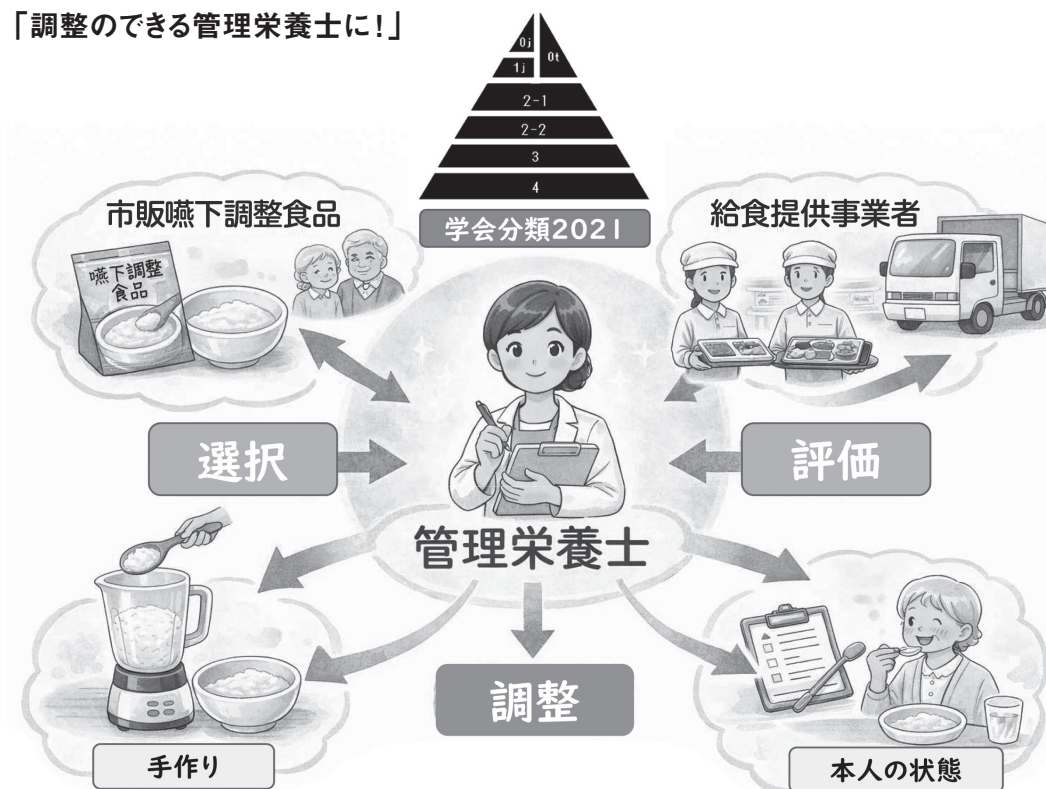 「調整のできる管理栄養士に！」
0j
0t
1j
2-1
2-2
3
4
学会分類2021
市販嚥下調整食品
嚥下調整
食品
給食提供事業者
選択
評価
管理栄養士
調整
手作り
本人の状態